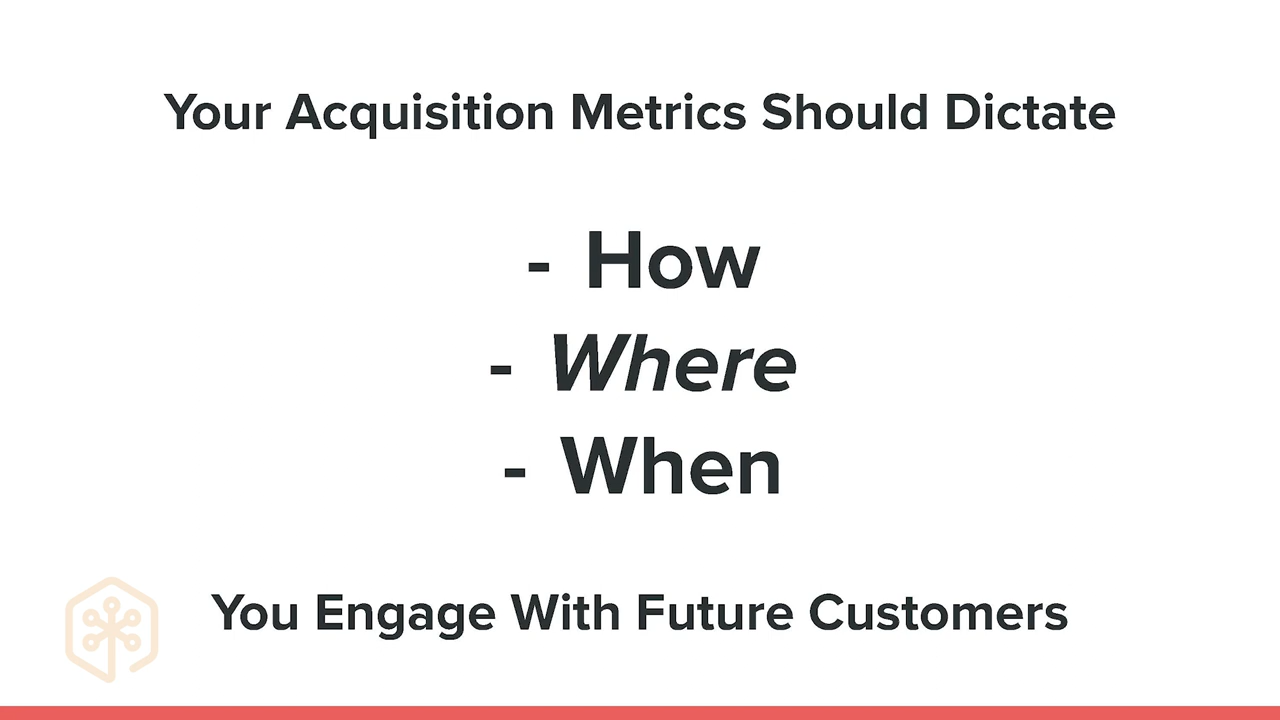 Your Acquisition Metrics Should Dictate
- How
- Where
- When
You Engage With Future Customers